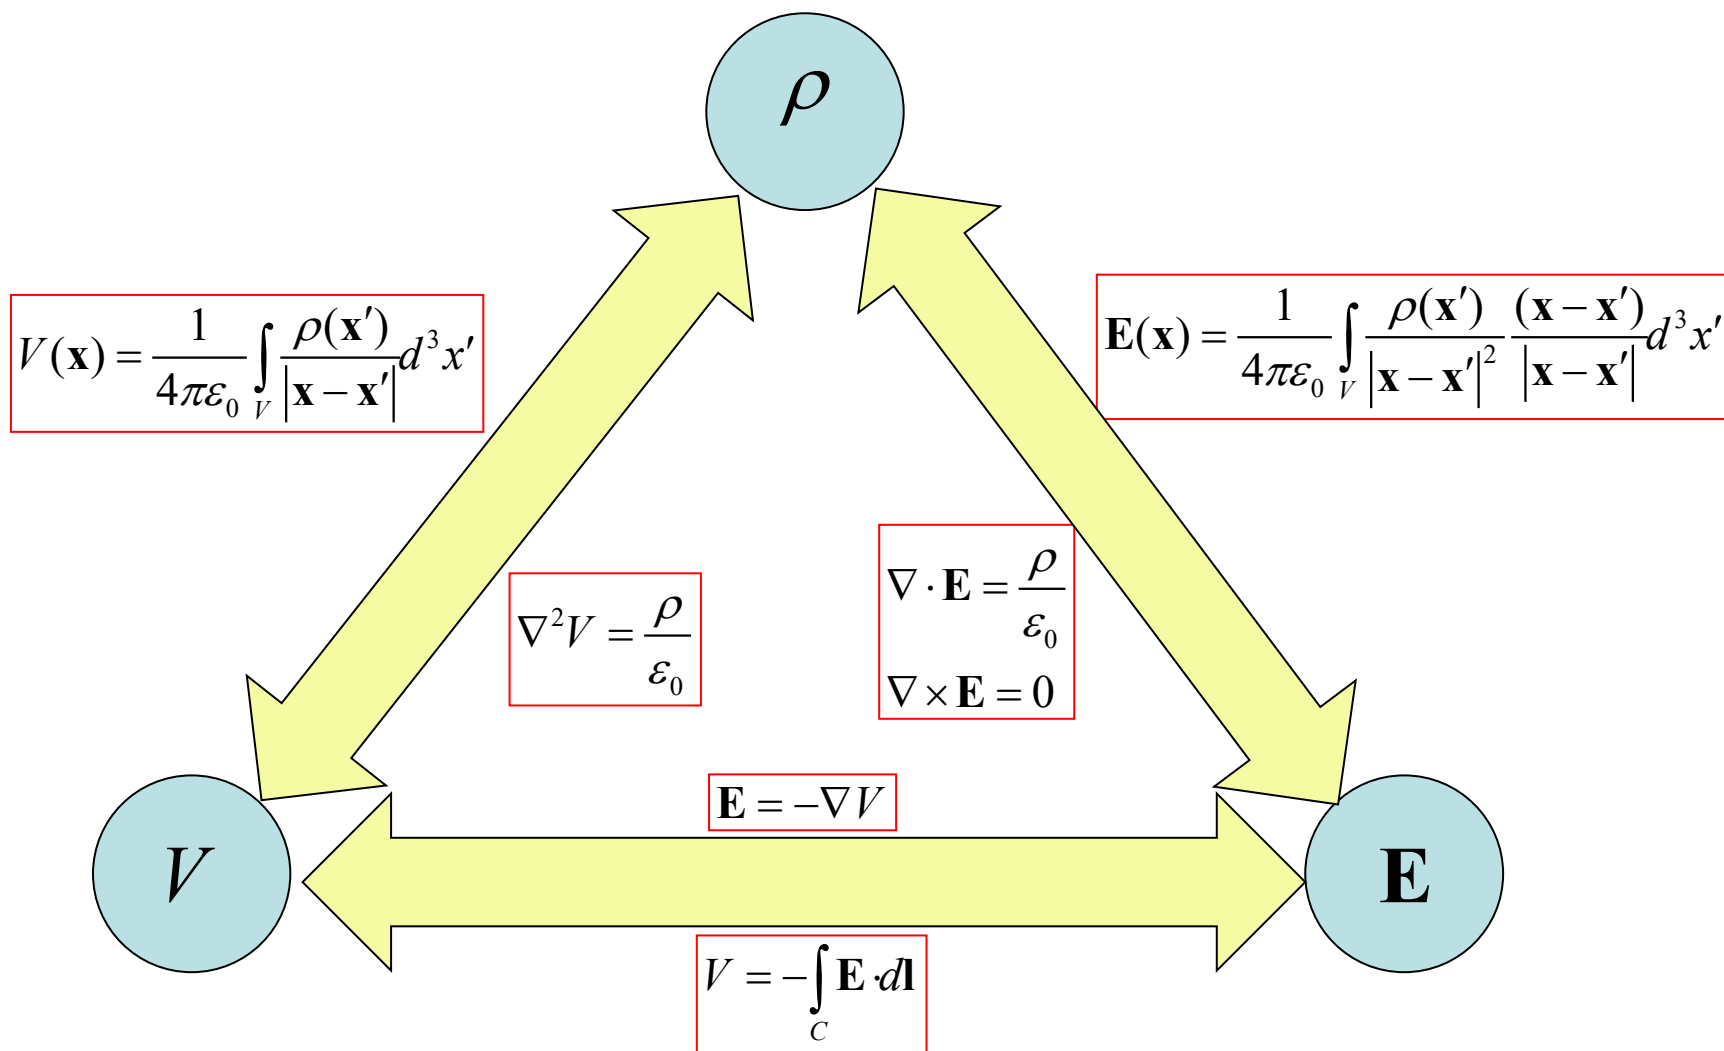 ρ
V(𝐱) = 1/(4πε₀) ∫_V ρ(𝐱′)/|𝐱 − 𝐱′| d³x′
𝐄(𝐱) = 1/(4πε₀) ∫_V ρ(𝐱′)/|𝐱 − 𝐱′|² (𝐱 − 𝐱′)/|𝐱 − 𝐱′| d³x′
∇²V = ρ/ε₀
∇ · 𝐄 = ρ/ε₀
∇ × 𝐄 = 0
𝐄 = −∇V
V
𝐄
V = −∫_C 𝐄 · d𝐥